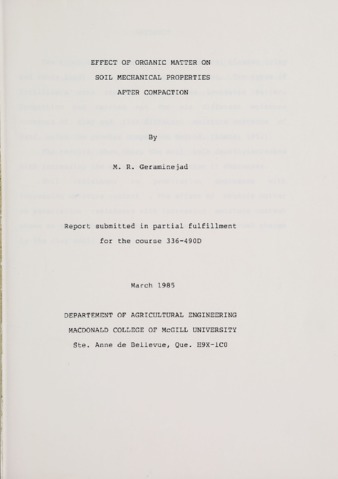 EFFECT OF ORGANIC MATTER ON
SOIL MECHANICAL PROPERTIES
AFTER COMPACTION
By
M. R. Geraminejad
Report submitted in partial fulfillment
for the course 336-490D
March 1985
DEPARTEMENT OF AGRICULTURAL ENGINEERING
MACDONALD COLLEGE OF McGILL UNIVERSITY
Ste. Anne de Bellevue, Que. H9X-1C0